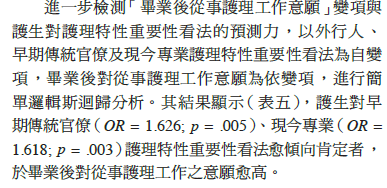 進一步檢測「畢業後從事護理工作意願」變項與
護生對護理特性重要性看法的預測力，以外行人、
早期傳統官僚及現今專業護理特性重要性看法為自變
項，畢業後對從事護理工作意願為依變項，進行簡
單邏輯斯迴歸分析。其結果顯示（表五），護生對早
期傳統官僚（OR = 1.626; p = .005）、現今專業（OR =
1.618; p = .003）護理特性重要性看法愈傾向肯定者，
於畢業後對從事護理工作之意願愈高。